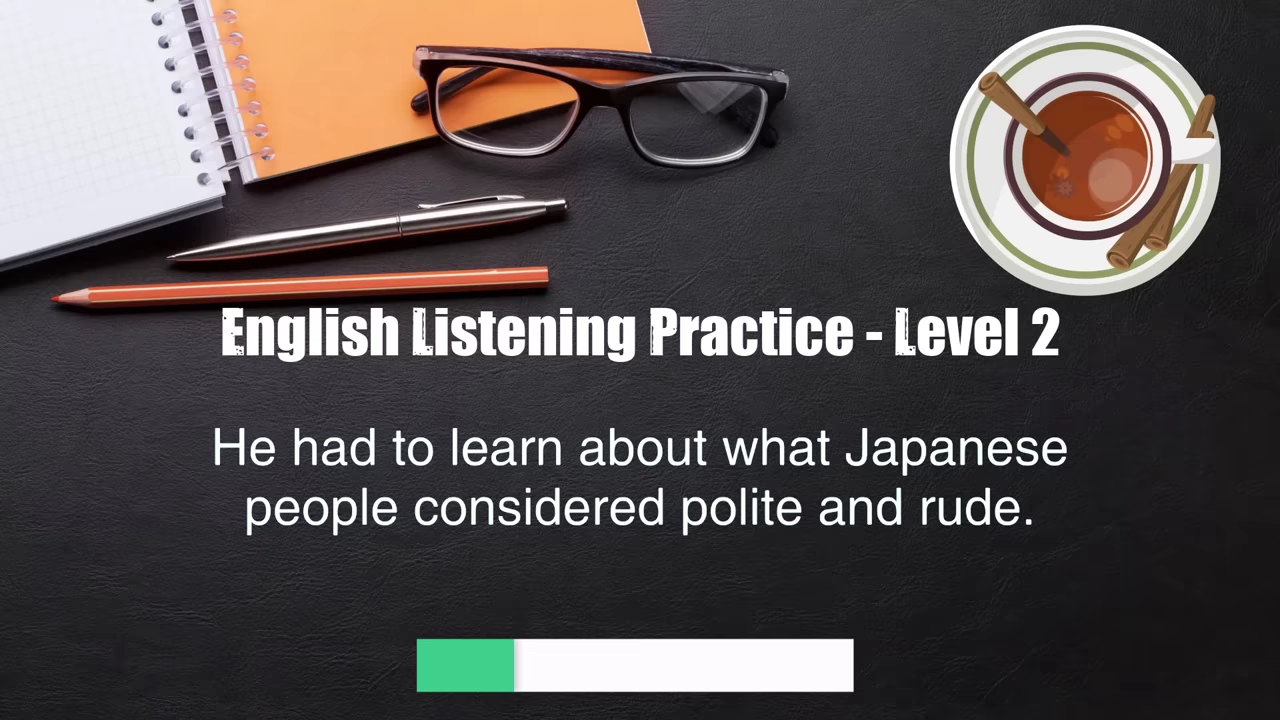 English Listening Practice - Level 2
He had to learn about what Japanese
people considered polite and rude.